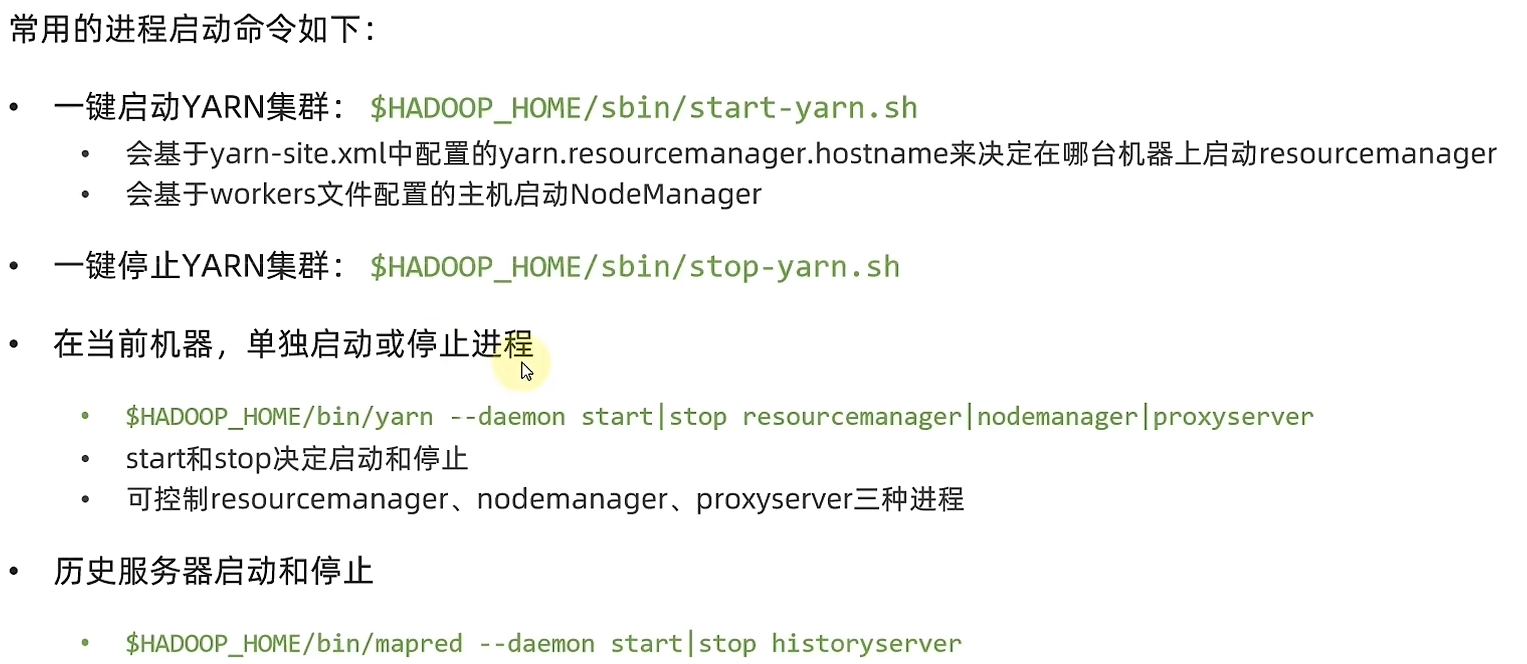 常用的进程启动命令如下：
• 一键启动YARN集群： $HADOOP_HOME/sbin/start-yarn.sh
• 会基于yarn-site.xml中配置的yarn.resourcemanager.hostname来决定在哪台机器上启动resourcemanager
• 会基于workers文件配置的主机启动NodeManager
• 一键停止YARN集群： $HADOOP_HOME/sbin/stop-yarn.sh
• 在当前机器，单独启动或停止进程
• $HADOOP_HOME/bin/yarn --daemon start|stop resourcemanager|nodemanager|proxyserver
• start和stop决定启动和停止
• 可控制resourcemanager、nodemanager、proxyserver三种进程
• 历史服务器启动和停止
• $HADOOP_HOME/bin/mapred --daemon start|stop historyserver